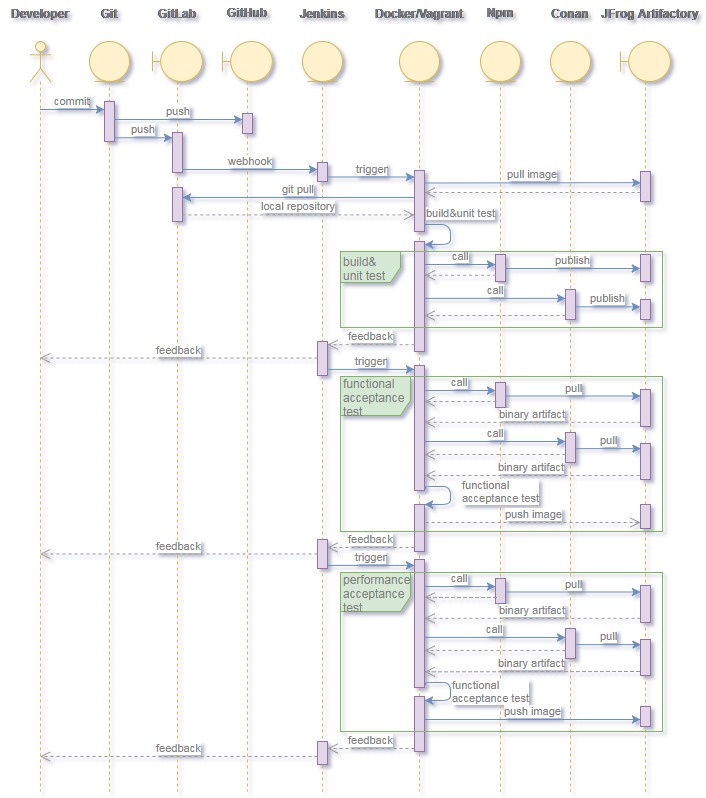 Developer
Git
GitLab
GitHub
Jenkins
Docker/Vagrant
Npm
Conan
JFrog Artifactory
commit
push
push
webhook
trigger
pull image
git pull
local repository
build&unit test
build&
unit test
call
publish
call
publish
feedback
feedback
trigger
functional
acceptance
test
call
pull
binary artifact
call
pull
binary artifact
functional
acceptance test
push image
feedback
feedback
trigger
performance
acceptance
test
call
pull
binary artifact
call
pull
binary artifact
functional
acceptance test
push image
feedback
feedback